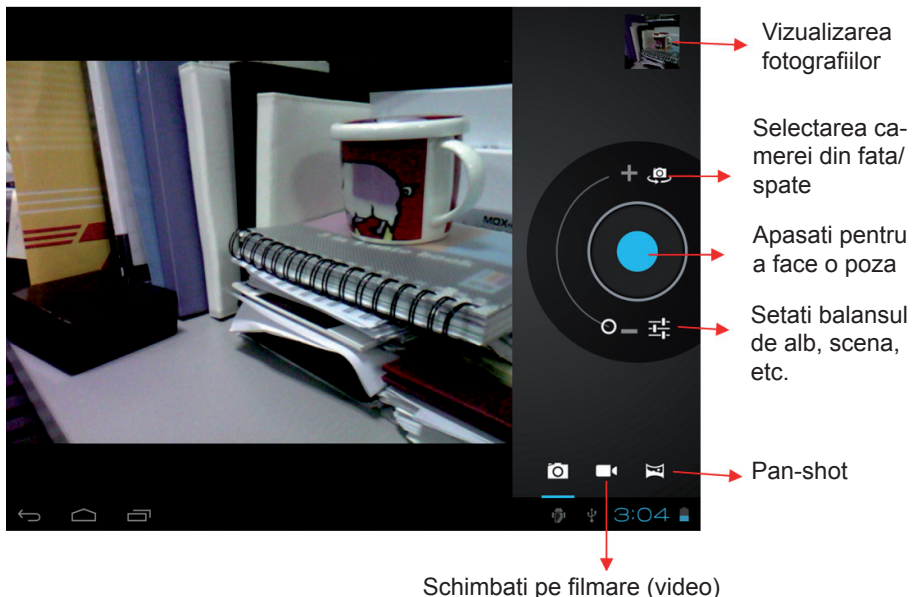 Vizualizarea
fotografiilor
Selectarea ca-
merei din fata/
spate
Apasati pentru
a face o poza
Setati balansul
de alb, scena,
etc.
Pan-shot
3:04
Schimbati pe filmare (video)